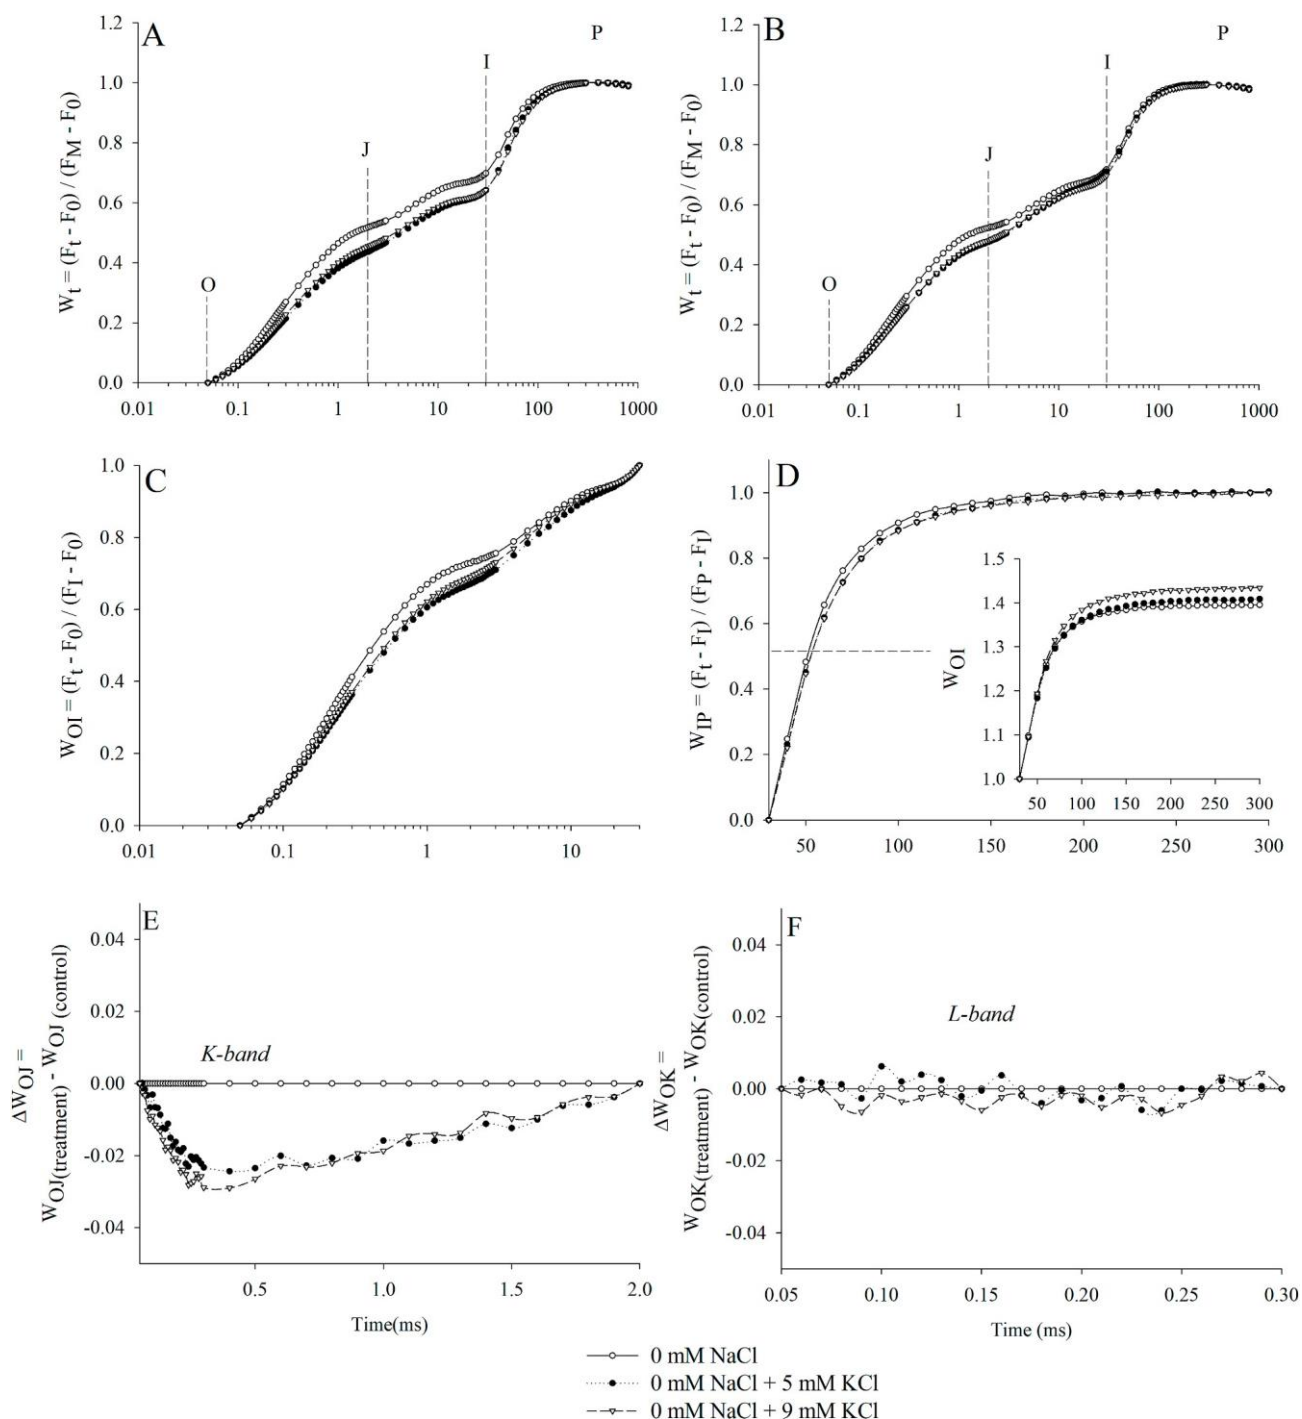 A
P
I
J
O
W_t = (F_t - F_0) / (F_M - F_0)
1.2
1.0
0.8
0.6
0.4
0.2
0.0
0.01
0.1
1
10
100
1000
B
P
I
J
O
W_t = (F_t - F_0) / (F_M - F_0)
1.2
1.0
0.8
0.6
0.4
0.2
0.0
0.01
0.1
1
10
100
1000
C
W_OI = (F_t - F_0) / (F_I - F_0)
1.0
0.8
0.6
0.4
0.2
0.0
0.01
0.1
1
10
D
W_IP = (F_t - F_I) / (F_P - F_I)
1.0
0.8
0.6
0.4
0.2
0.0
50
100
150
200
250
300
W_OI
1.5
1.4
1.3
1.2
1.1
1.0
50
100
150
200
250
300
E
K-band
ΔW_OJ =
W_OJ(treatment) - W_OJ (control)
0.04
0.02
0.00
-0.02
-0.04
0.5
1.0
1.5
2.0
Time(ms)
F
L-band
ΔW_OK =
W_OK(treatment) - W_OK(control)
0.04
0.02
0.00
-0.02
-0.04
0.05
0.10
0.15
0.20
0.25
0.30
Time (ms)
0 mM NaCl
0 mM NaCl + 5 mM KCl
0 mM NaCl + 9 mM KCl